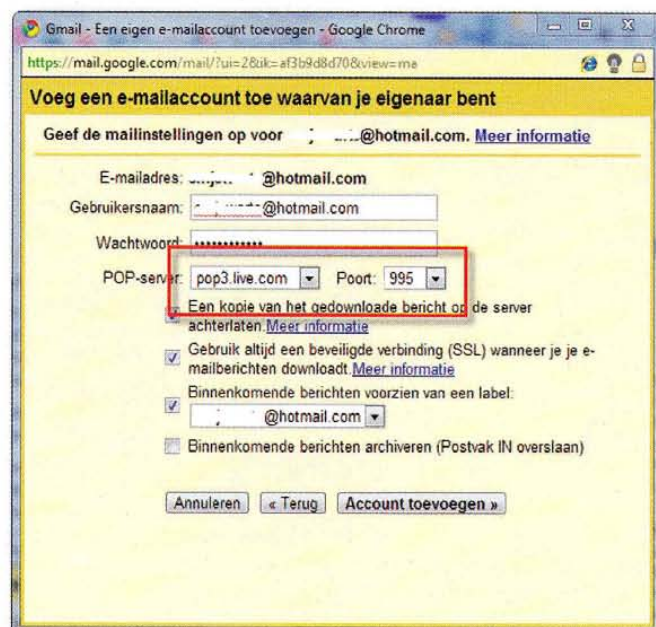 Gmail - Een eigen e-mailaccount toevoegen - Google Chrome
https://mail.google.com/mail/?ui=2&ik=af3b9d8d70&view=ma
Voeg een e-mailaccount toe waarvan je eigenaar bent
Geef de mailinstellingen op voor @hotmail.com. Meer informatie
E-mailadres: @hotmail.com
Gebruikersnaam: @hotmail.com
Wachtwoord: ••••••••••••
POP-server: pop3.live.com Poort: 995
Een kopie van het gedownloade bericht op de server
achterlaten.Meer informatie
Gebruik altijd een beveiligde verbinding (SSL) wanneer je je e-
mailberichten downloadt.Meer informatie
Binnenkomende berichten voorzien van een label:
@hotmail.com
Binnenkomende berichten archiveren (Postvak IN overslaan)
Annuleren « Terug Account toevoegen »